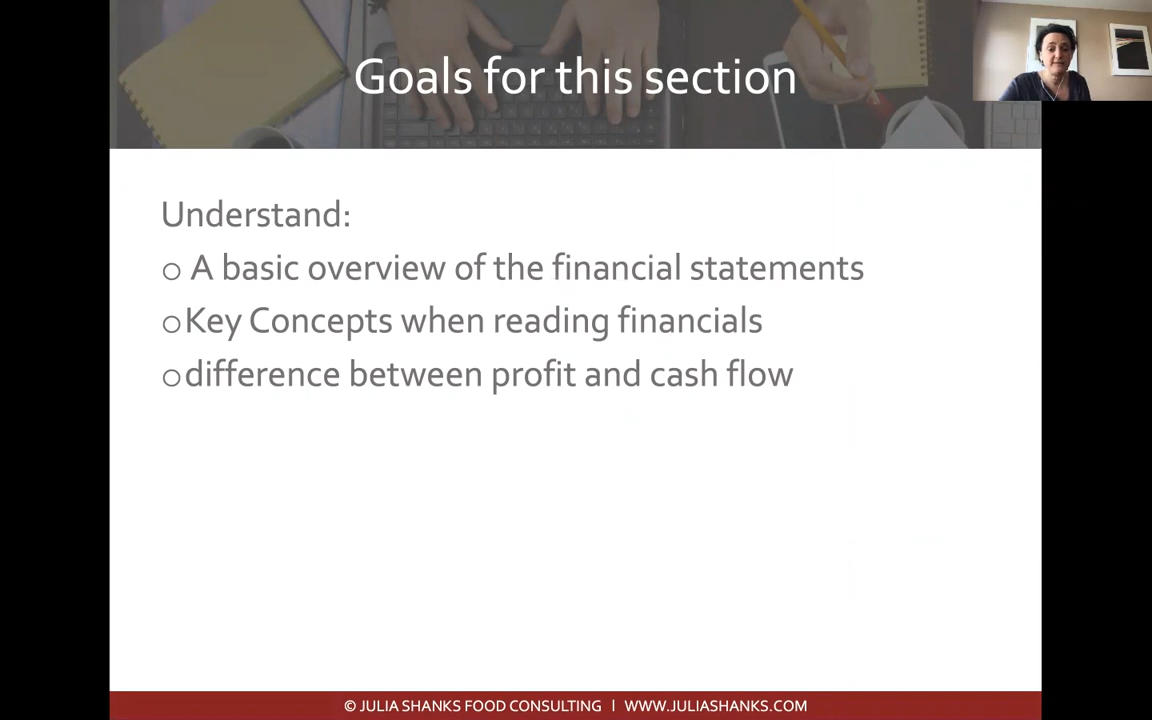 Goals for this section
Understand:
o A basic overview of the financial statements
oKey Concepts when reading financials
odifference between profit and cash flow
© JULIA SHANKS FOOD CONSULTING | WWW.JULIASHANKS.COM